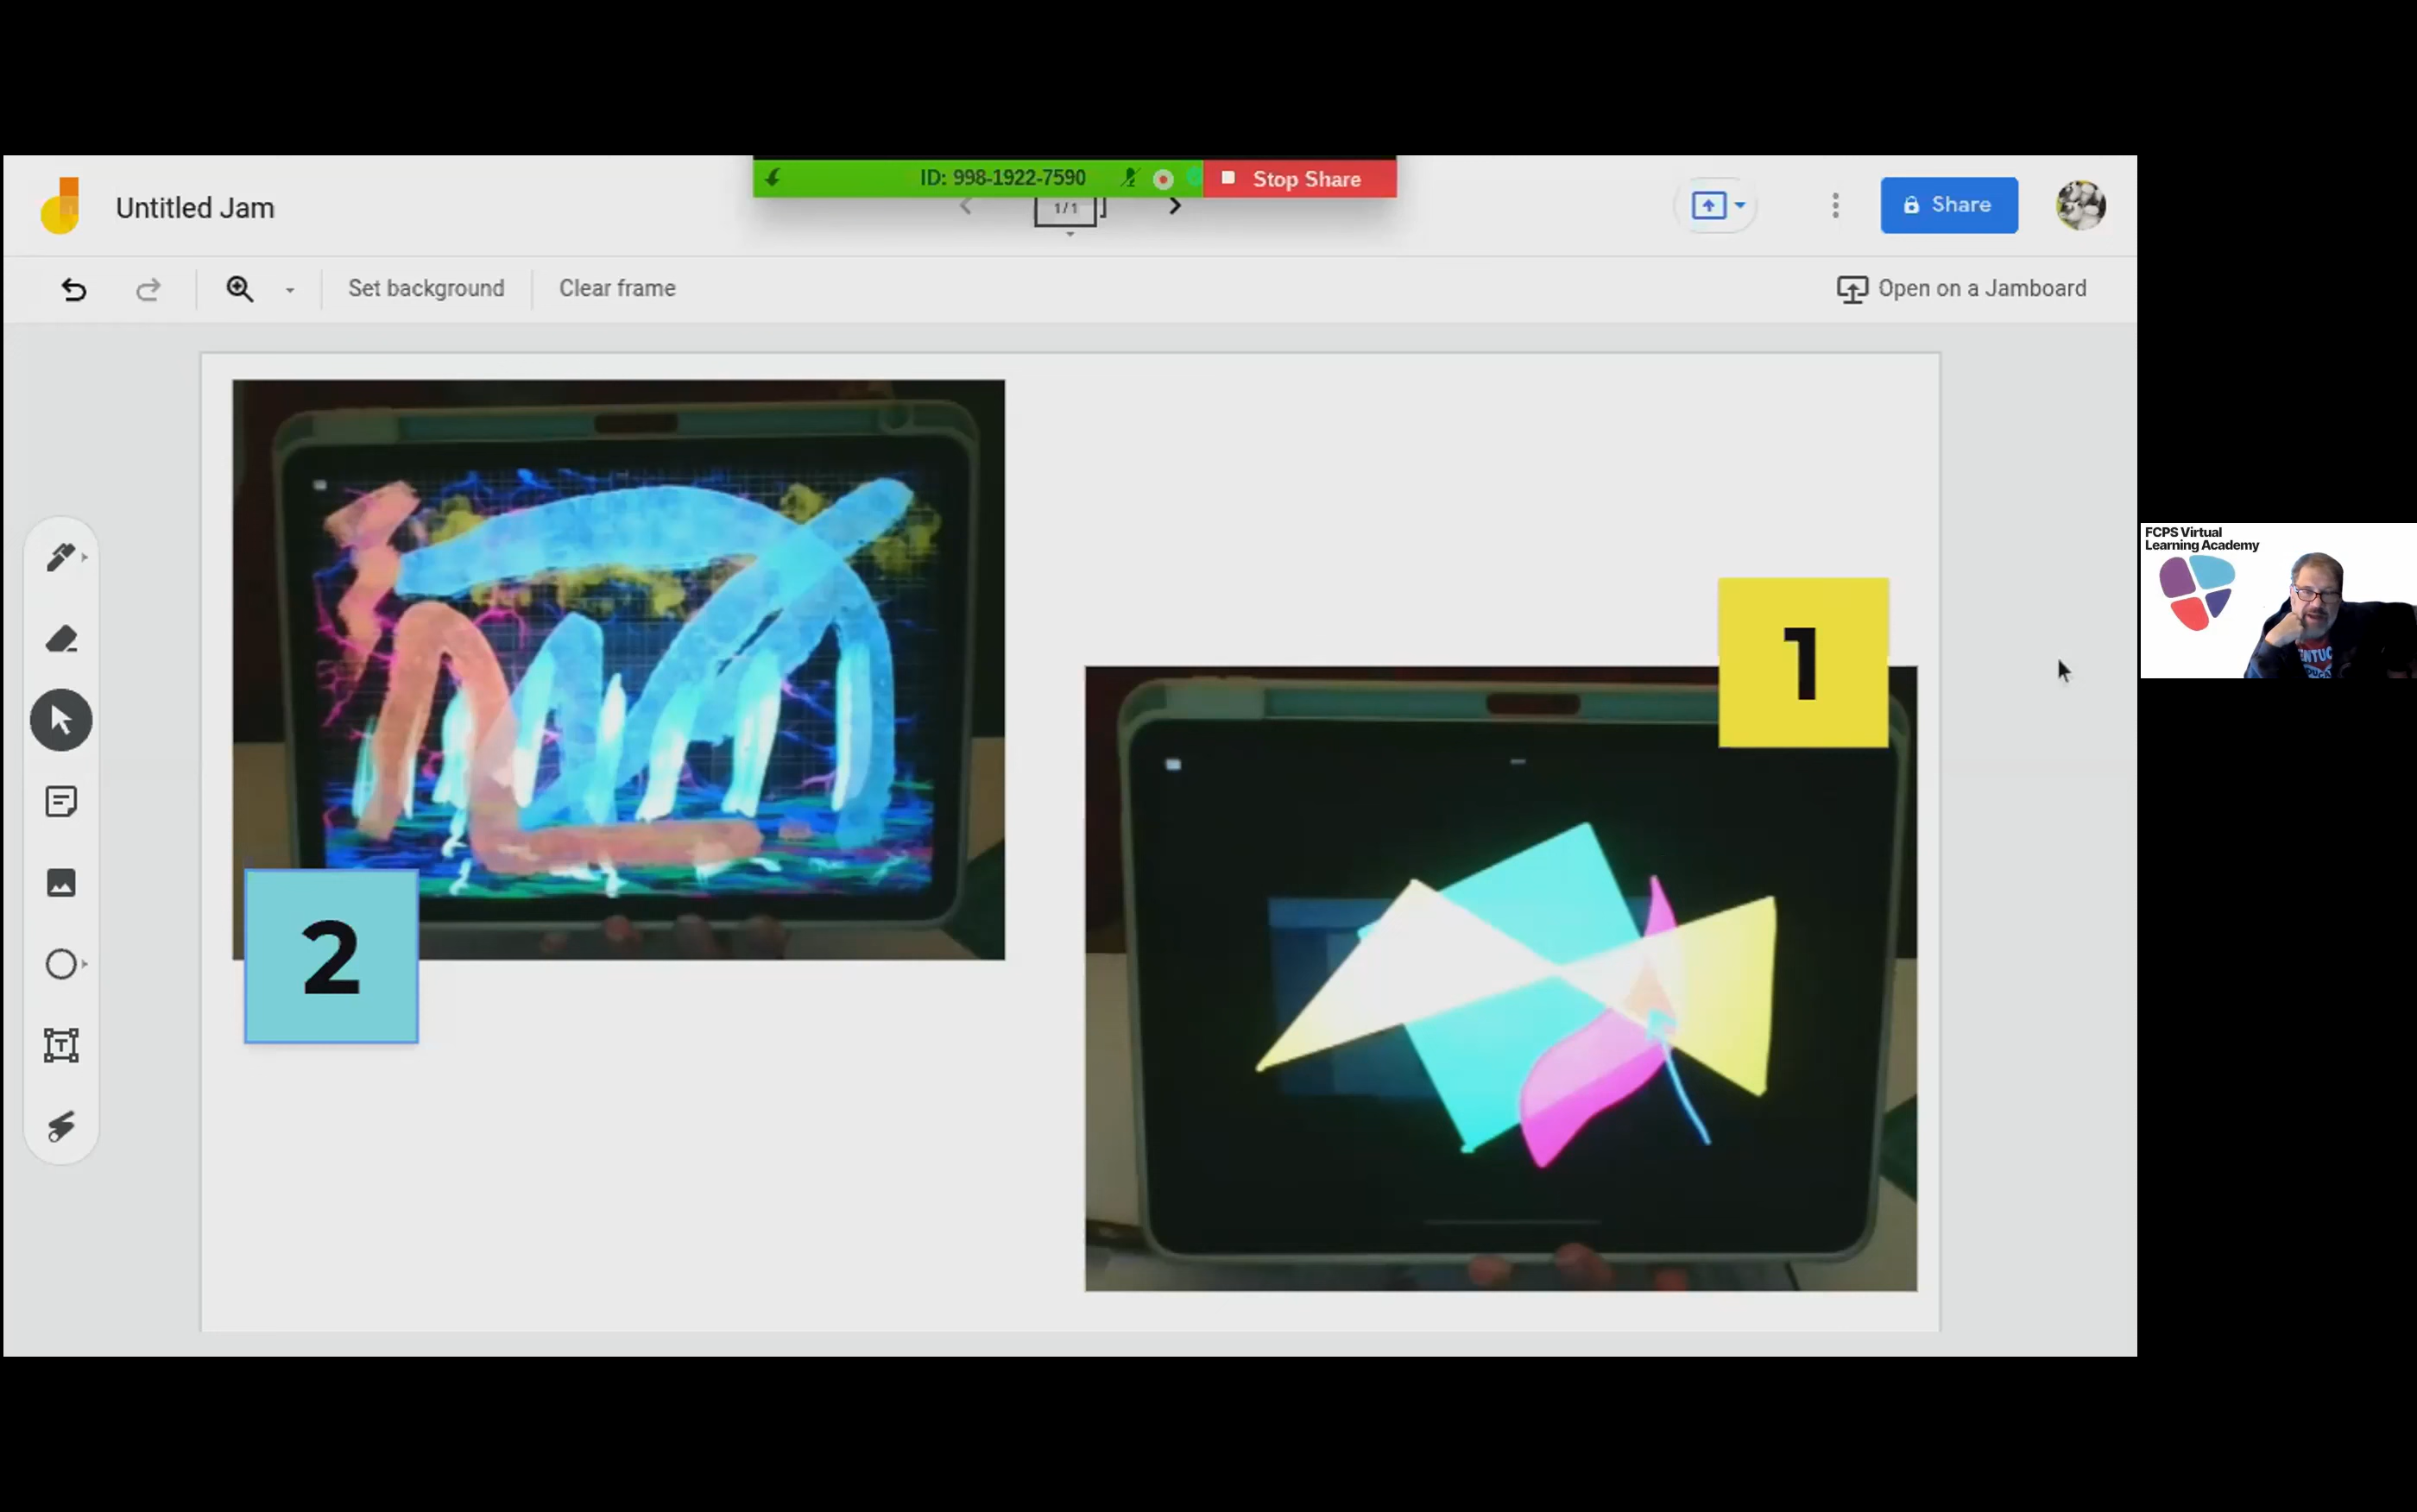 ID: 998-1922-7590
Stop Share
Untitled Jam
1/1
Share
Set background
Clear frame
Open on a Jamboard
FCPS Virtual
Learning Academy
1
2